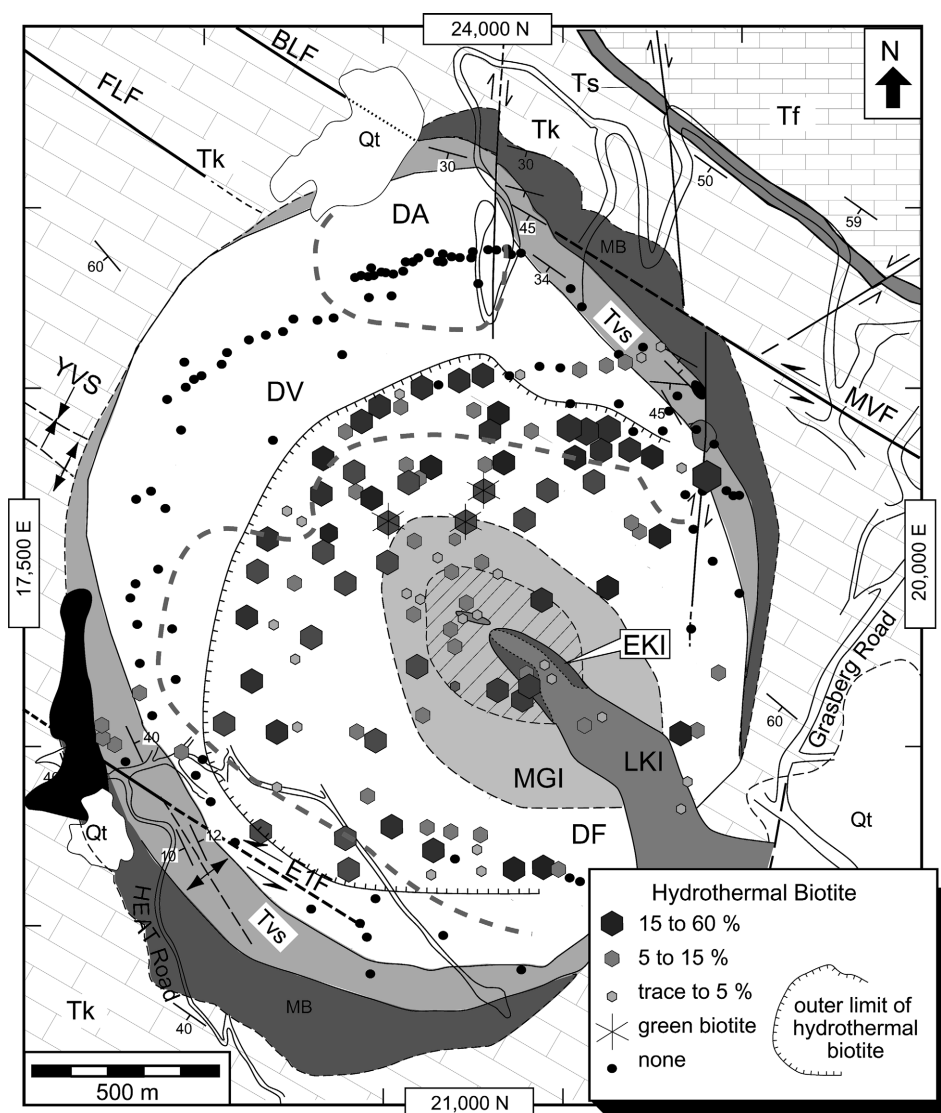 24,000 N
N
BLF
FLF
Ts
Tf
Qt
Tk
Tk
30
30
50
DA
45
59
60
MB
34
Tvs
YVS
DV
MVF
45
17,500 E
20,000 E
EKI
Grasberg Road
60
40
LKI
MGI
Qt
Qt
12
DF
10
E1F
HEAT Road
Tvs
MB
Tk
40
500 m
21,000 N
Hydrothermal Biotite
15 to 60 %
5 to 15 %
trace to 5 %
green biotite
none
outer limit of
hydrothermal
biotite